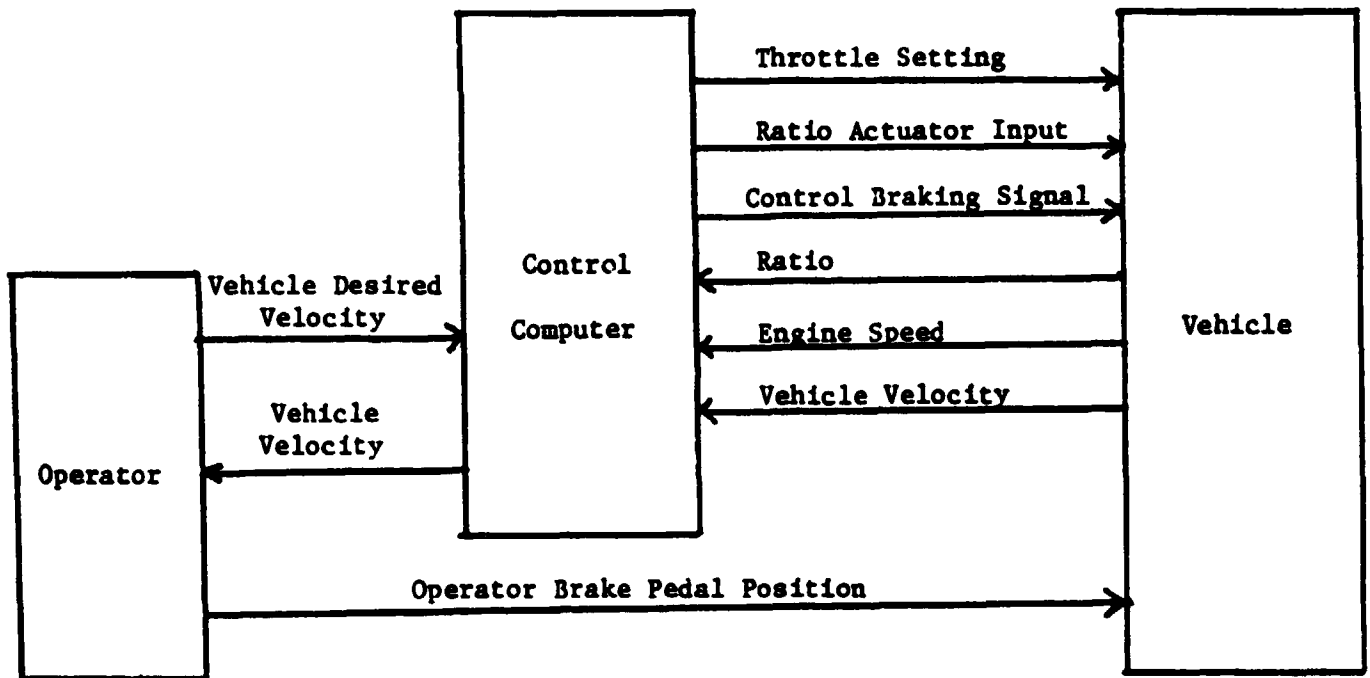 Throttle Setting
Ratio Actuator Input
Control Braking Signal
Ratio
Engine Speed
Vehicle Velocity
Control
Computer
Vehicle
Vehicle Desired
Velocity
Vehicle
Velocity
Operator
Operator Brake Pedal Position